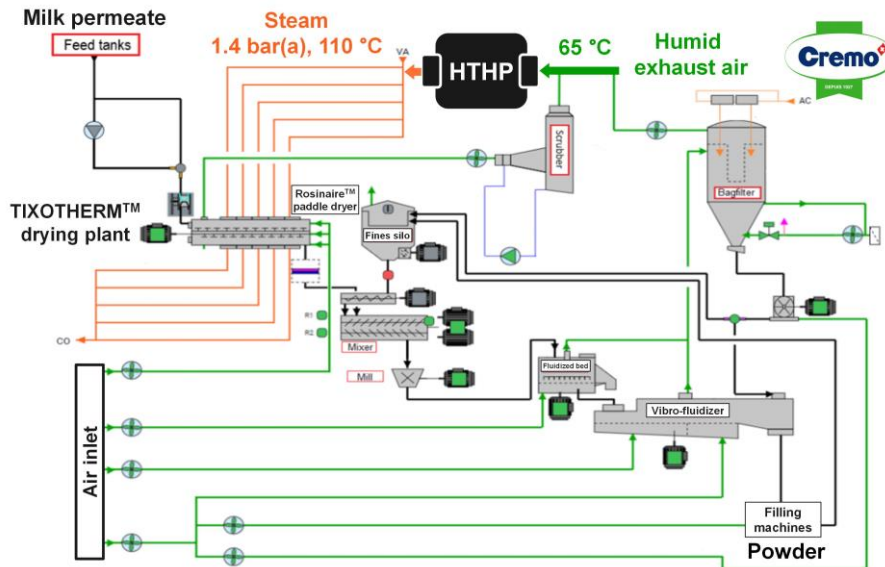 Milk permeate
Feed tanks
Steam
1.4 bar(a), 110 °C
VA
HTHP
65 °C
Humid
exhaust air
Cremo
DEPUIS 1927
AC
Scrubber
Bagfilter
TIXOTHERM™
drying plant
Rosinaire™
paddle dryer
Fines silo
R1
R2
CO
Mixer
Mill
Fluidized bed
Vibro-fluidizer
Air inlet
Filling
machines
Powder